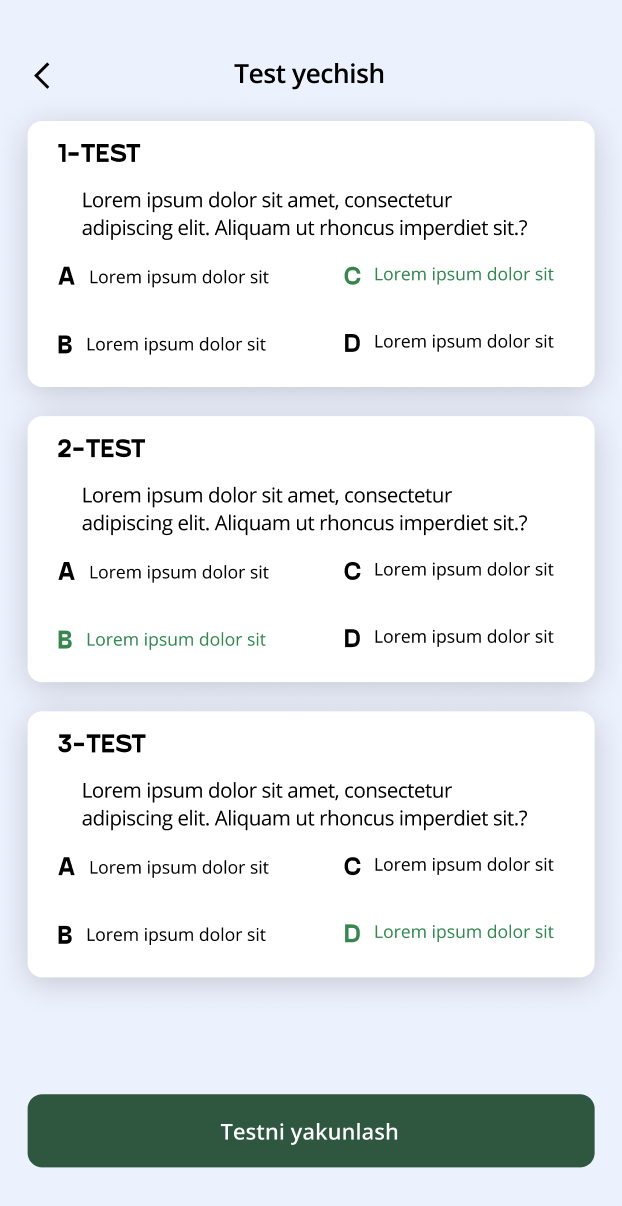 Test yechish
1-TEST
Lorem ipsum dolor sit amet, consectetur
adipiscing elit. Aliquam ut rhoncus imperdiet sit.?
A Lorem ipsum dolor sit
C Lorem ipsum dolor sit
B Lorem ipsum dolor sit
D Lorem ipsum dolor sit
2-TEST
Lorem ipsum dolor sit amet, consectetur
adipiscing elit. Aliquam ut rhoncus imperdiet sit.?
A Lorem ipsum dolor sit
C Lorem ipsum dolor sit
B Lorem ipsum dolor sit
D Lorem ipsum dolor sit
3-TEST
Lorem ipsum dolor sit amet, consectetur
adipiscing elit. Aliquam ut rhoncus imperdiet sit.?
A Lorem ipsum dolor sit
C Lorem ipsum dolor sit
B Lorem ipsum dolor sit
D Lorem ipsum dolor sit
Testni yakunlash